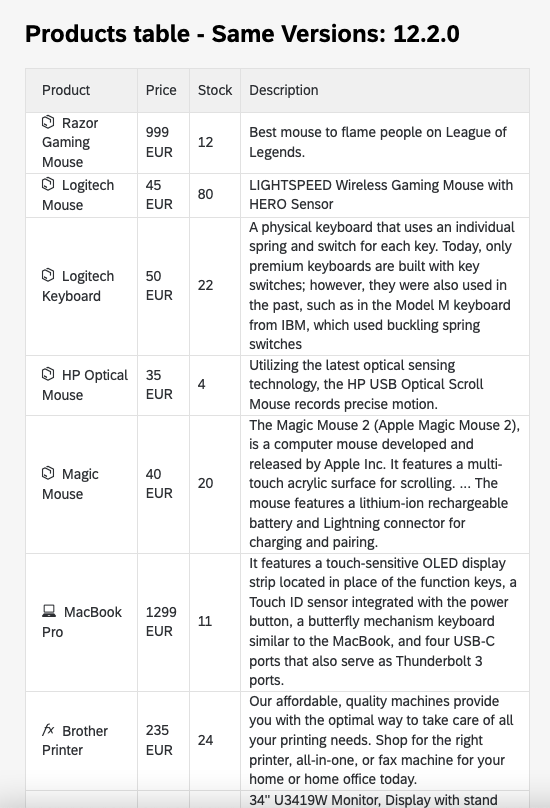 Products table - Same Versions: 12.2.0
Product Price Stock Description
Razor Gaming Mouse
999 EUR
12
Best mouse to flame people on League of
Legends.
Logitech
Mouse
45
EUR
80
LIGHTSPEED Wireless Gaming Mouse with
HERO Sensor
Logitech
Keyboard
50
EUR
22
A physical keyboard that uses an individual
spring and switch for each key. Today, only
premium keyboards are built with key
switches; however, they were also used in
the past, such as in the Model M keyboard
from IBM, which used buckling spring
switches
HP Optical
Mouse
35
EUR
4
Utilizing the latest optical sensing
technology, the HP USB Optical Scroll
Mouse records precise motion.
Magic
Mouse
40
EUR
20
The Magic Mouse 2 (Apple Magic Mouse 2),
is a computer mouse developed and
released by Apple Inc. It features a multi-
touch acrylic surface for scrolling. ... The
mouse features a lithium-ion rechargeable
battery and Lightning connector for
charging and pairing.
MacBook
Pro
1299
EUR
11
It features a touch-sensitive OLED display
strip located in place of the function keys, a
Touch ID sensor integrated with the power
button, a butterfly mechanism keyboard
similar to the MacBook, and four USB-C
ports that also serve as Thunderbolt 3
ports.
Brother
Printer
235
EUR
24
Our affordable, quality machines provide
you with the optimal way to take care of all
your printing needs. Shop for the right
printer, all-in-one, or fax machine for your
home or home office today.
34" U3419W Monitor, Display with stand